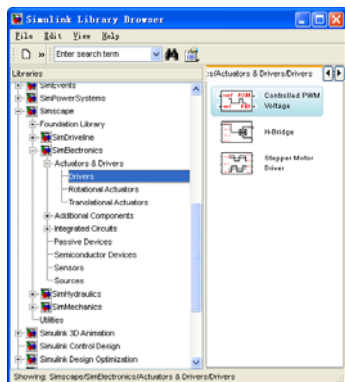 Simulink Library Browser
File Edit View Help
» Enter search term
Libraries
:s/Actuators & Drivers/Drivers
SimEvents
SimPowerSystems
Simscape
Foundation Library
SimDriveline
SimElectronics
Actuators & Drivers
Drivers
Rotational Actuators
Translational Actuators
Additional Components
Integrated Circuits
Passive Devices
Semiconductor Devices
Sensors
Sources
SimHydraulics
SimMechanics
Utilities
Simulink 3D Animation
Simulink Control Design
Simulink Design Optimization
Controlled PWM
Voltage
H-Bridge
Stepper Motor
Driver
Showing: Simscape/SimElectronics/Actuators & Drivers/Drivers